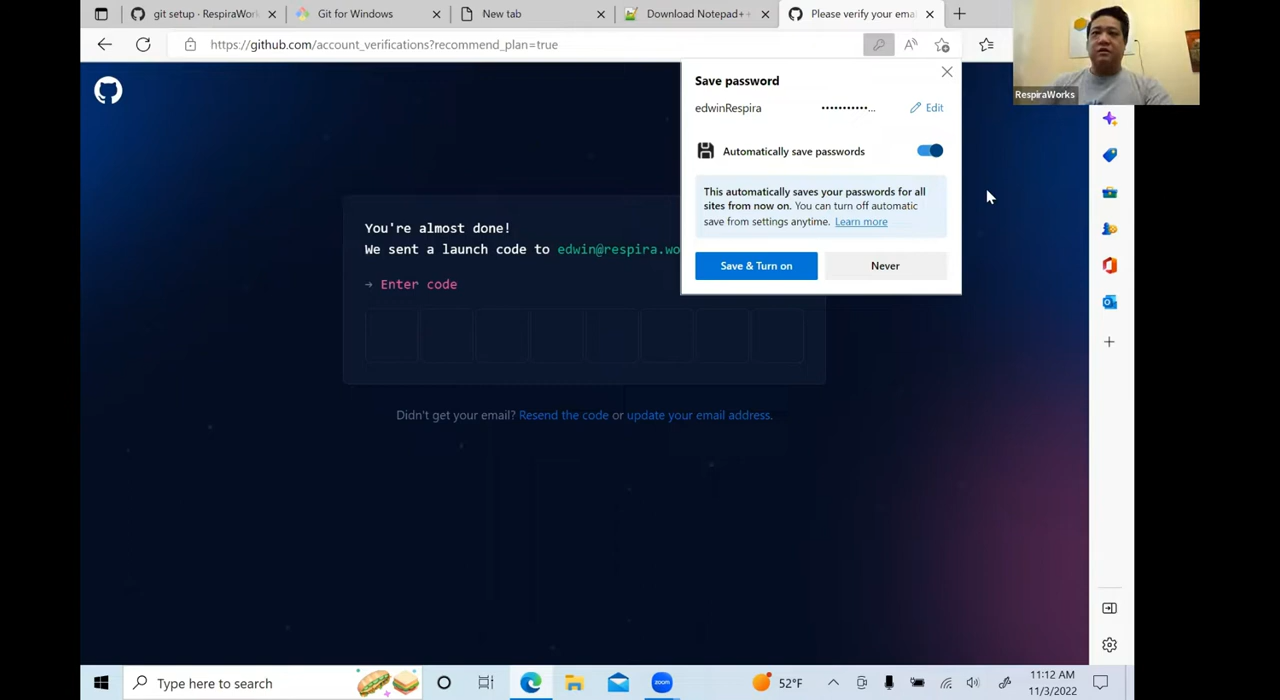 git setup · RespiraWor
Git for Windows
New tab
Download Notepad+
Please verify your ema
https://github.com/account_verifications?recommend_plan=true
RespiraWorks
Save password
edwinRespira
••••••••••••...
Edit
Automatically save passwords
This automatically saves your passwords for all
sites from now on. You can turn off automatic
save from settings anytime. Learn more
Save & Turn on
Never
You're almost done!
We sent a launch code to edwin@respira.wo
→ Enter code
Didn't get your email? Resend the code or update your email address.
Type here to search
zoom
52°F
11:12 AM
11/3/2022